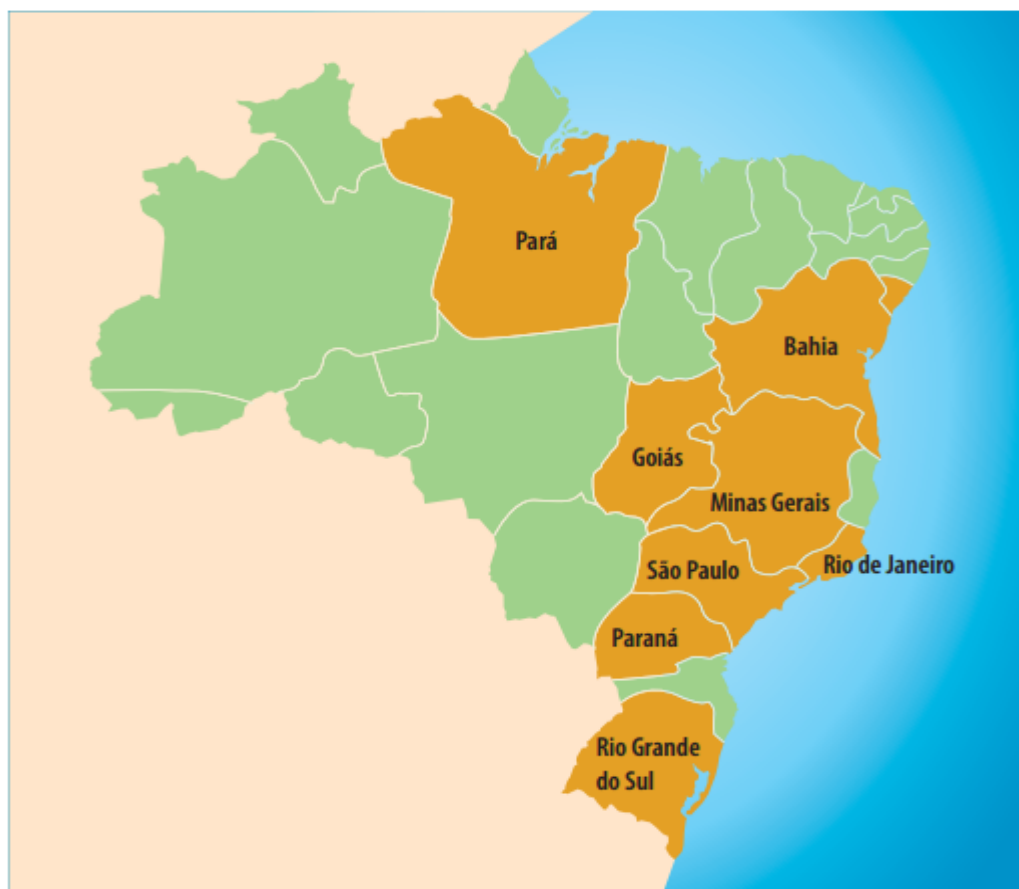 Pará
Bahia
Goiás
Minas Gerais
São Paulo
Rio de Janeiro
Paraná
Rio Grande
do Sul